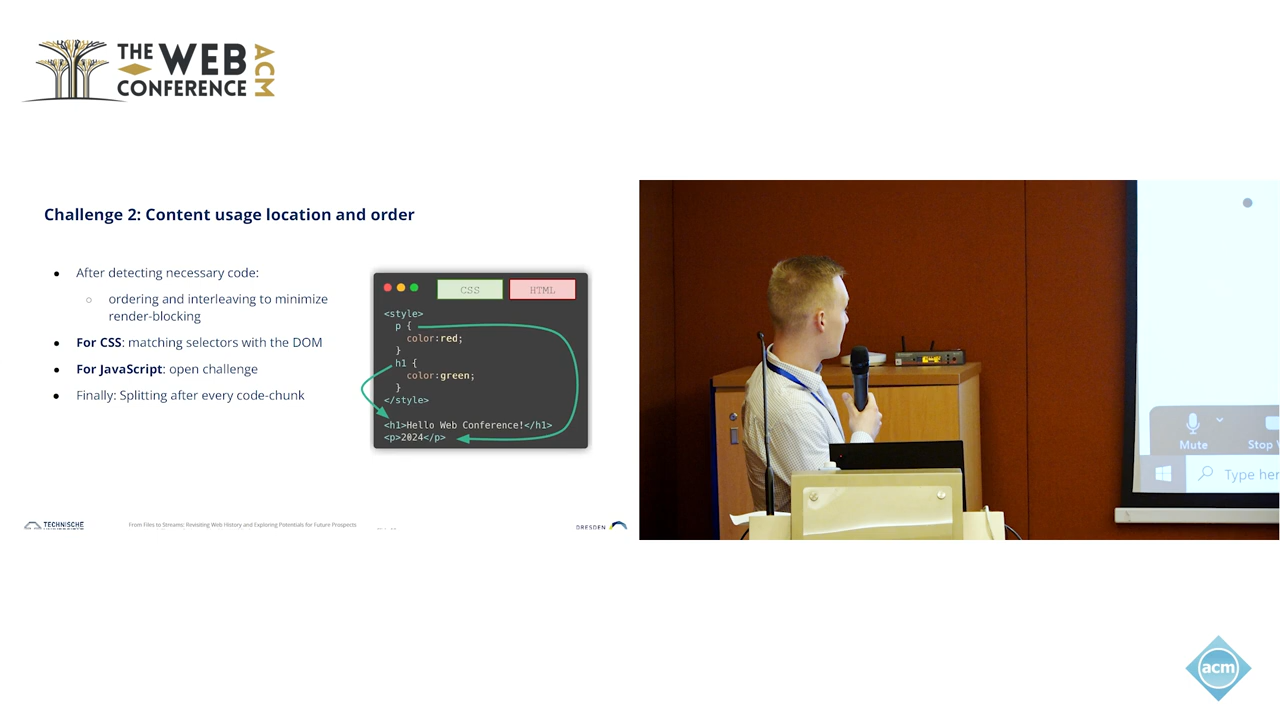 THE WEB
CONFERENCE
ACM
Challenge 2: Content usage location and order
● After detecting necessary code:
○ ordering and interleaving to minimize
render-blocking
● For CSS: matching selectors with the DOM
● For JavaScript: open challenge
● Finally: Splitting after every code-chunk
CSS HTML
<style>
p {
color:red;
}
h1 {
color:green;
}
</style>
<h1>Hello Web Conference!</h1>
<p>2024</p>
TECHNISCHE
From Files to Streams: Revisiting Web History and Exploring Potentials for Future Prospects
DRESDEN
Mute
Stop V
Type her
acm